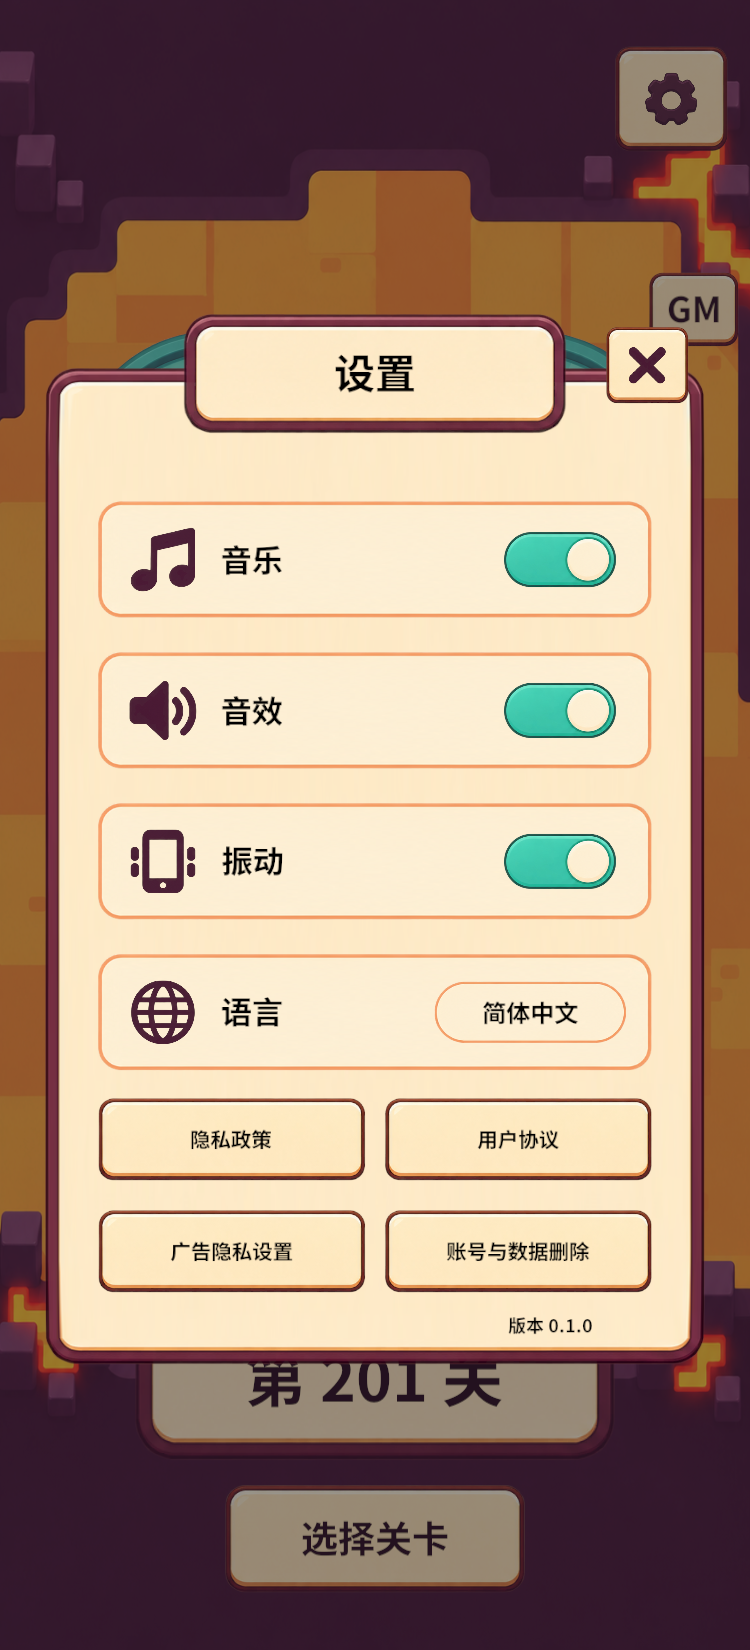 GM
设置
音乐
音效
振动
语言
简体中文
隐私政策
用户协议
广告隐私设置
账号与数据删除
版本 0.1.0
第 201 关
选择关卡